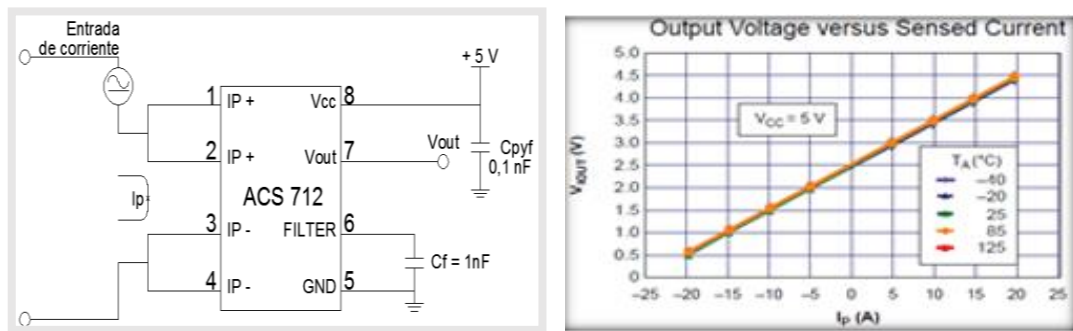 Entrada
de corriente
+ 5 V
1 IP + Vcc 8
2 IP + Vout 7
Vout
Cpyf
0,1 nF
Ip
ACS 712
3 IP - FILTER 6
Cf = 1nF
4 IP - GND 5
Output Voltage versus Sensed Current
5.0
4.5
4.0
3.5
3.0
2.5
2.0
1.5
1.0
0.5
0
VIOUT (V)
VCC = 5 V
TA (°C)
–40
–20
25
85
125
–25 –20 –15 –10 –5 0 5 10 15 20 25
IP (A)